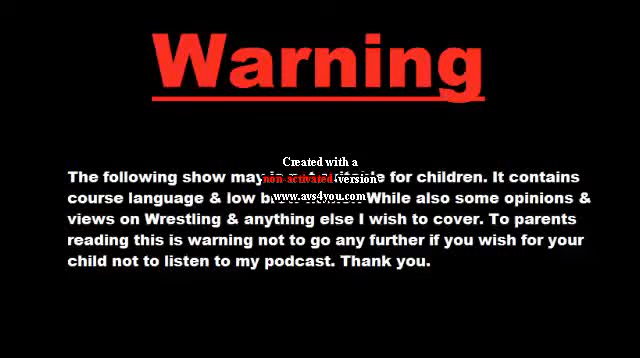 Warning
Created with a
The following show may for children. It contains
non-activated version
course language & low b While also some opinions &
www.avs4you.com
views on Wrestling & anything else I wish to cover. To parents
reading this is warning not to go any further if you wish for your
child not to listen to my podcast. Thank you.